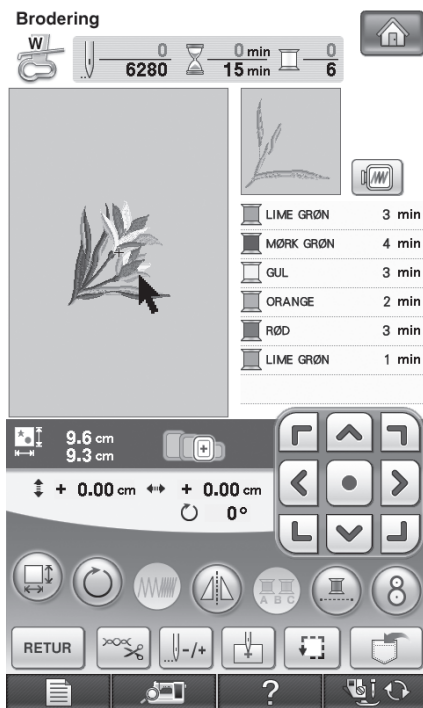 Brodering
W
0 0 min 0
6280 15 min 6
LIME GRØN 3 min
MØRK GRØN 4 min
GUL 3 min
ORANGE 2 min
RØD 3 min
LIME GRØN 1 min
9.6 cm
9.3 cm
+ 0.00 cm + 0.00 cm
0°
A B C
8
RETUR -/+
?